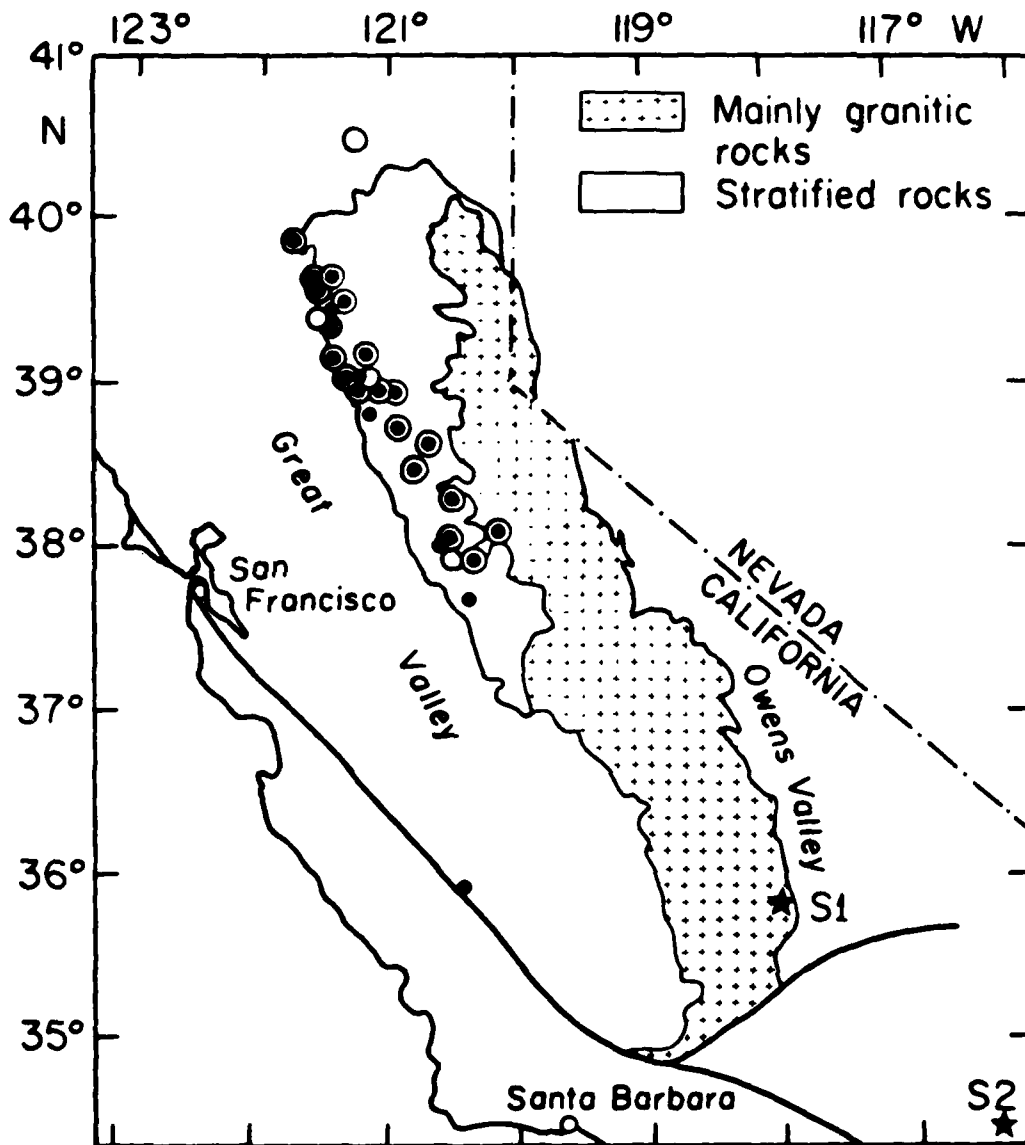 123° 121° 119° 117° W
41°
N
Mainly granitic
rocks
Stratified rocks
40°
39°
Great
38°
San
Francisco
NEVADA
CALIFORNIA
Valley
37°
Owens Valley
36°
S1
35°
Santa Barbara
S2